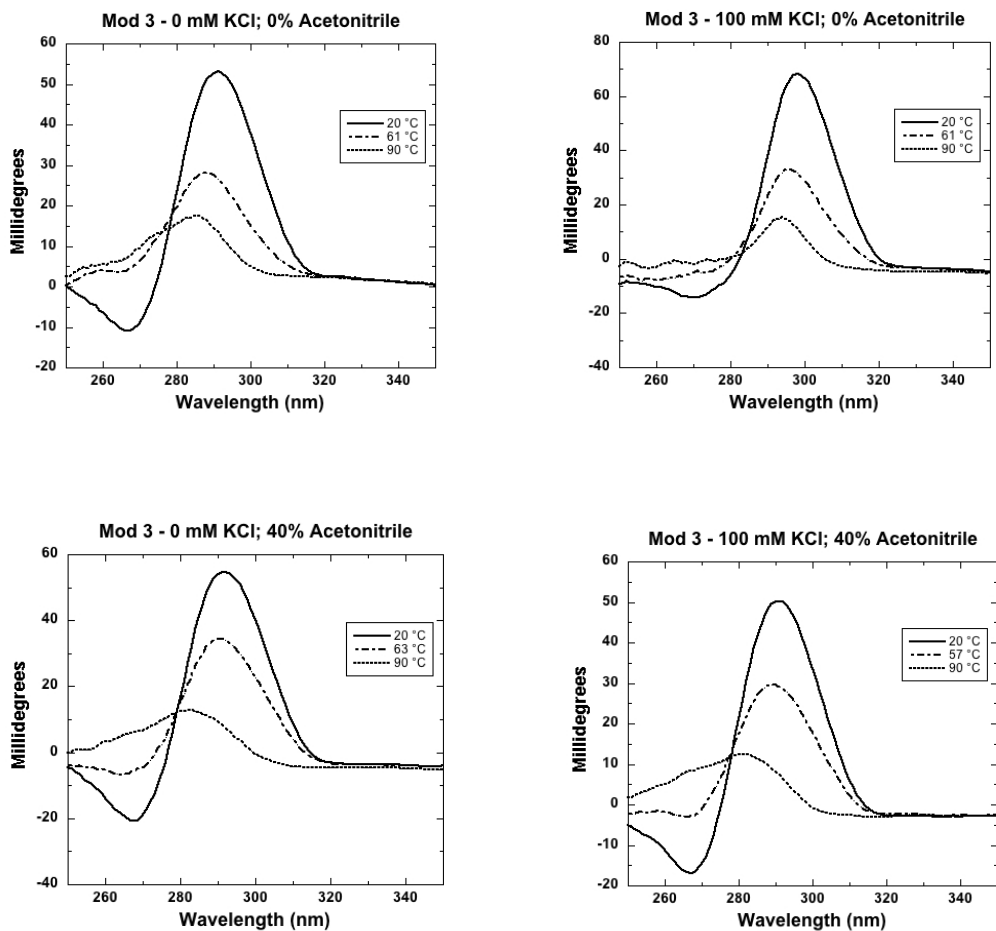 Mod 3 - 0 mM KCl; 0% Acetonitrile
60
50
40
30
20
10
0
-10
-20
Millidegrees
20 °C
61 °C
90 °C
260
280
300
320
340
Wavelength (nm)
Mod 3 - 100 mM KCl; 0% Acetonitrile
80
60
40
20
0
-20
-40
Millidegrees
20 °C
61 °C
90 °C
260
280
300
320
340
Wavelength (nm)
Mod 3 - 0 mM KCl; 40% Acetonitrile
60
40
20
0
-20
-40
Millidegrees
20 °C
63 °C
90 °C
260
280
300
320
340
Wavelength (nm)
Mod 3 - 100 mM KCl; 40% Acetonitrile
60
50
40
30
20
10
0
-10
-20
Millidegrees
20 °C
57 °C
90 °C
260
280
300
320
340
Wavelength (nm)